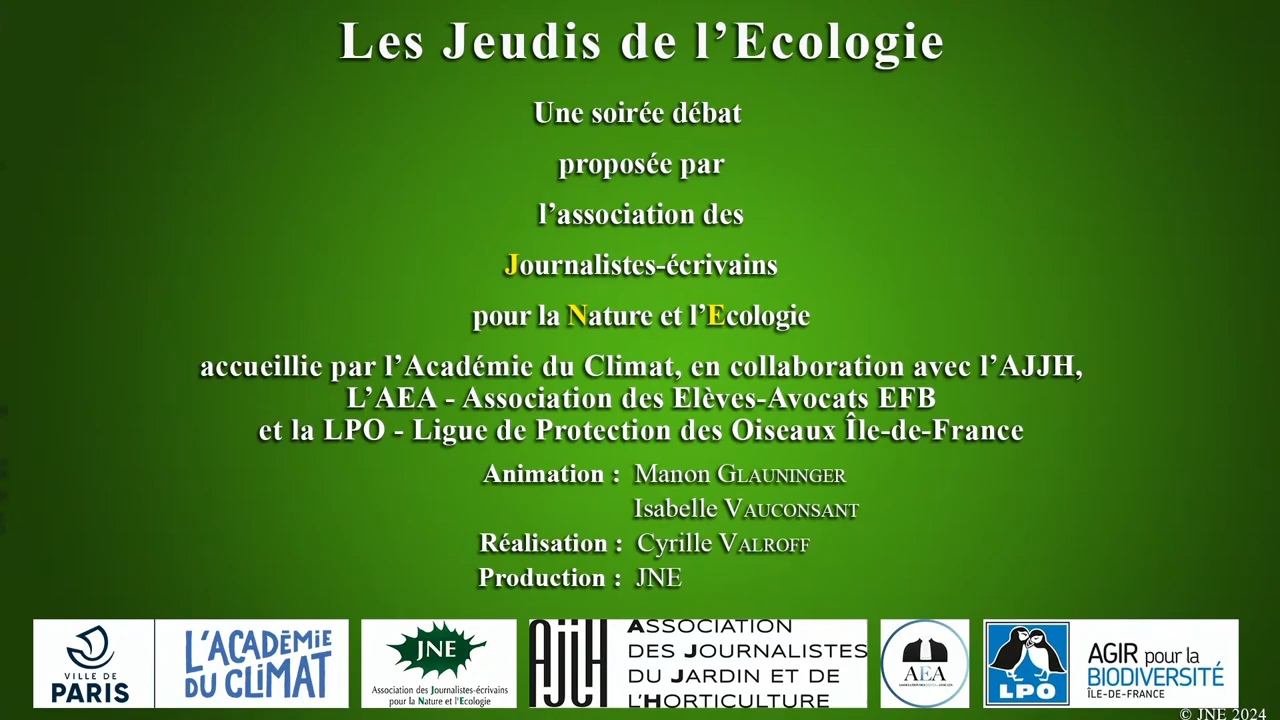 Les Jeudis de l’Ecologie
Une soirée débat
proposée par
l’association des
Journalistes-écrivains
pour la Nature et l’Ecologie
accueillie par l’Académie du Climat, en collaboration avec l’AJJH,
L’AEA - Association des Elèves-Avocats EFB
et la LPO - Ligue de Protection des Oiseaux Île-de-France
Animation : Manon GLAUNINGER
Isabelle VAUCONSANT
Réalisation : Cyrille VALROFF
Production : JNE
VILLE DE
PARIS
L'ACADÉMIE
DU CLIMAT
JNE
Association des Journalistes-écrivains
pour la Nature et l'Ecologie
AJJH
ASSOCIATION
DES JOURNALISTES
DU JARDIN ET DE
L'HORTICULTURE
AEA
LPO
AGIR pour la
BIODIVERSITÉ
ÎLE-DE-FRANCE
© JNE 2024